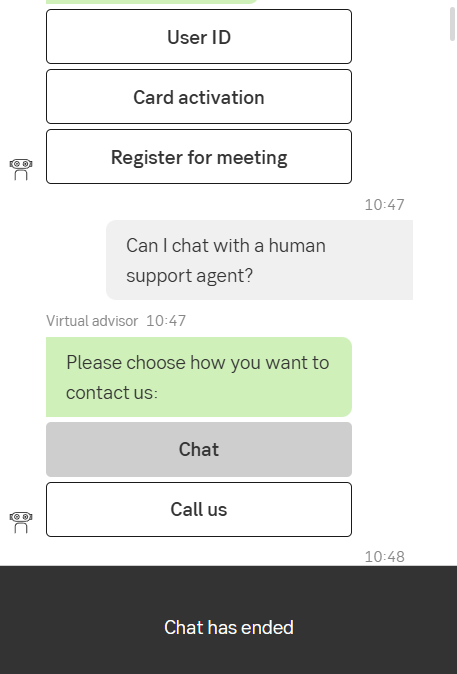 User ID
Card activation
Register for meeting
10:47
Can I chat with a human
support agent?
Virtual advisor 10:47
Please choose how you want to
contact us:
Chat
Call us
10:48
Chat has ended